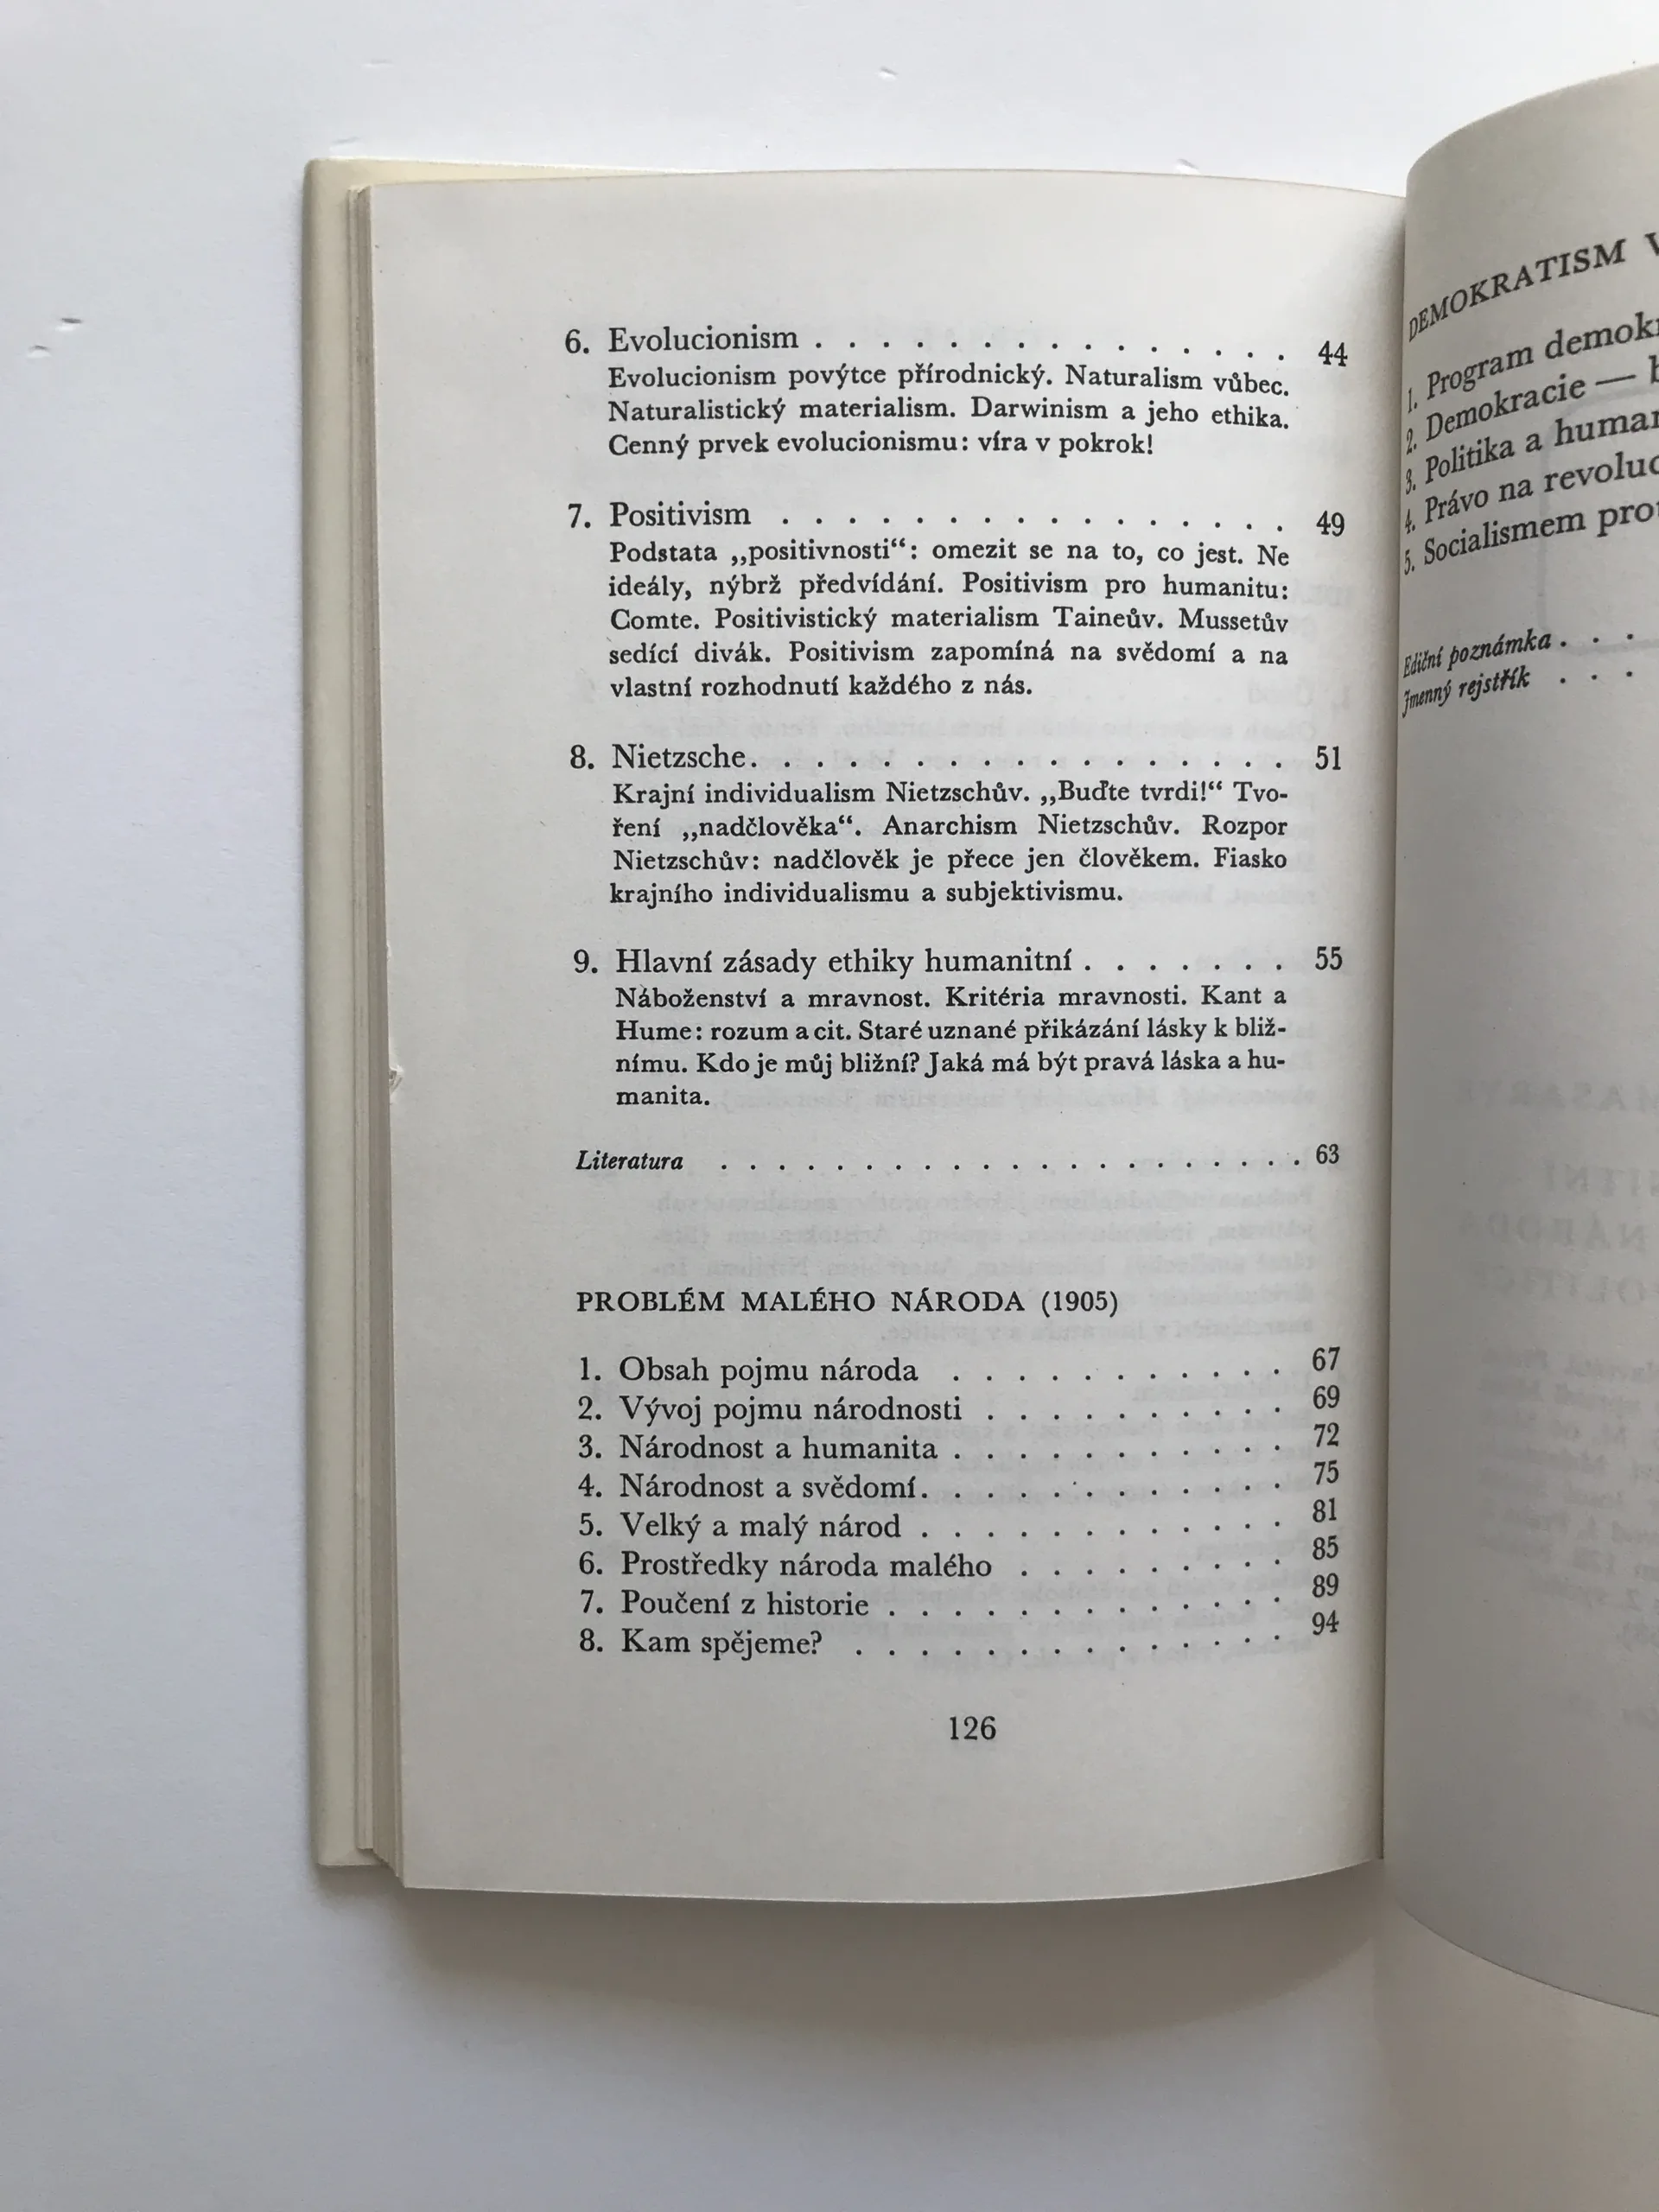 6. Evolucionism . . . . . . . . . . . . . . . 44
Evolucionism povýtce přírodnický. Naturalism vůbec.
Naturalistický materialism. Darwinism a jeho ethika.
Cenný prvek evolucionismu: víra v pokrok!
7. Positivism . . . . . . . . . . . . . . . . 49
Podstata „positivnosti“: omezit se na to, co jest. Ne
ideály, nýbrž předvídání. Positivism pro humanitu:
Comte. Positivistický materialism Taineův. Mussetův
sedící divák. Positivism zapomíná na svědomí a na
vlastní rozhodnutí každého z nás.
8. Nietzsche . . . . . . . . . . . . . . . . . 51
Krajní individualism Nietzschův. „Buďte tvrdi!“ Tvo-
ření „nadčlověka“. Anarchism Nietzschův. Rozpor
Nietzschův: nadčlověk je přece jen člověkem. Fiasko
krajního individualismu a subjektivismu.
9. Hlavní zásady ethiky humanitní . . . . . . . 55
Náboženství a mravnost. Kritéria mravnosti. Kant a
Hume: rozum a cit. Staré uznané přikázání lásky k bliž-
nímu. Kdo je můj bližní? Jaká má být pravá láska a hu-
manita.
Literatura . . . . . . . . . . . . . . . . . . . . . 63
PROBLÉM MALÉHO NÁRODA (1905)
1. Obsah pojmu národa . . . . . . . . . . . . 67
2. Vývoj pojmu národnosti . . . . . . . . . . 69
3. Národnost a humanita . . . . . . . . . . . 72
4. Národnost a svědomí . . . . . . . . . . . . 75
5. Velký a malý národ . . . . . . . . . . . . 81
6. Prostředky národa malého . . . . . . . . 85
7. Poučení z historie . . . . . . . . . . . . . 89
8. Kam spějeme? . . . . . . . . . . . . . . 94
126
DEMOKRATISM
1. Program
2. Demokracie —
3. Politika a
4. Právo na
5. Socialismem
Ediční poznámka . . .
Jmenný rejstřík . . .